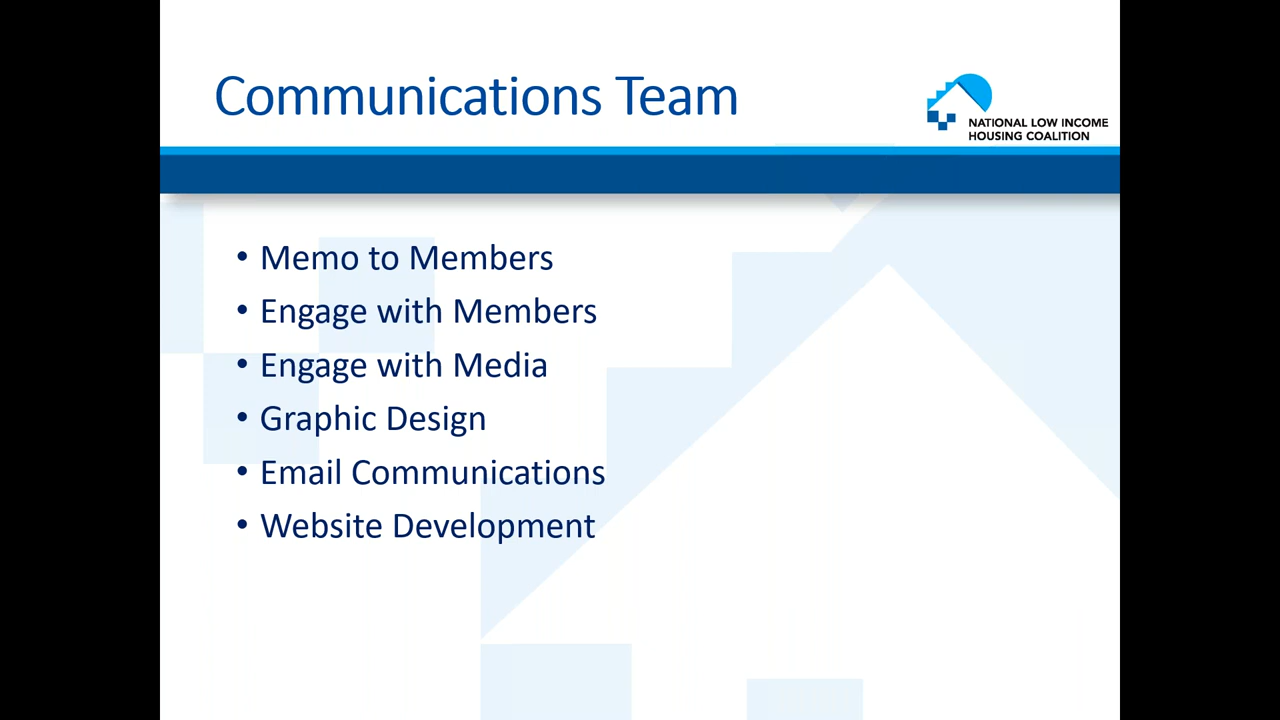 Communications Team
NATIONAL LOW INCOME
HOUSING COALITION
• Memo to Members
• Engage with Members
• Engage with Media
• Graphic Design
• Email Communications
• Website Development